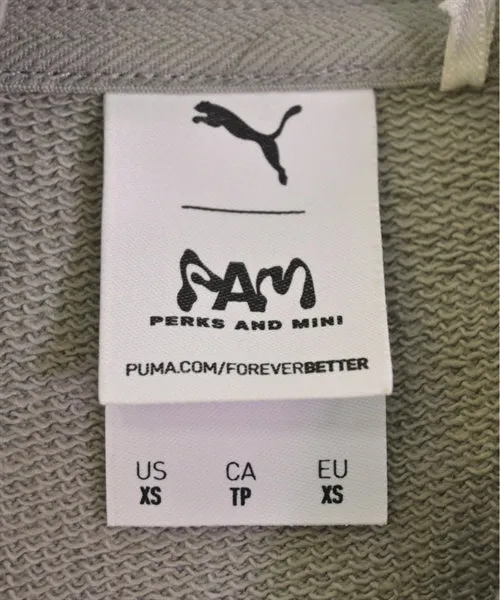 PAM
PERKS AND MINI
PUMA.COM/FOREVERBETTER
US CA EU
XS TP XS